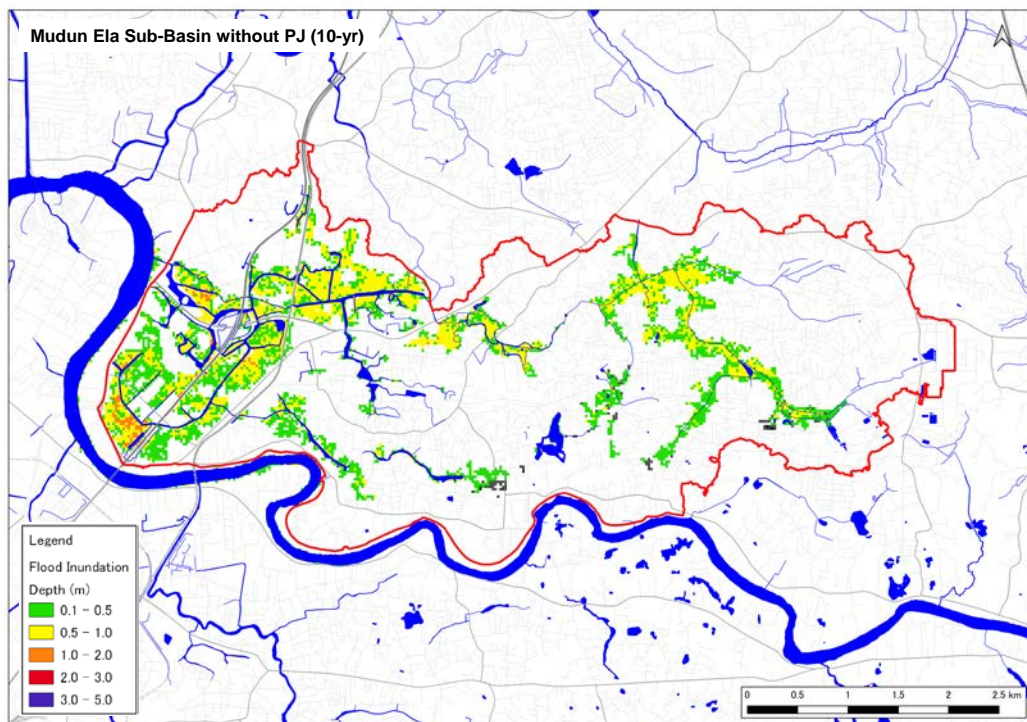 Mudun Ela Sub-Basin without PJ (10-yr)
Legend
Flood Inundation
Depth (m)
0.1 - 0.5
0.5 - 1.0
1.0 - 2.0
2.0 - 3.0
3.0 - 5.0
0 0.5 1 1.5 2 2.5 km